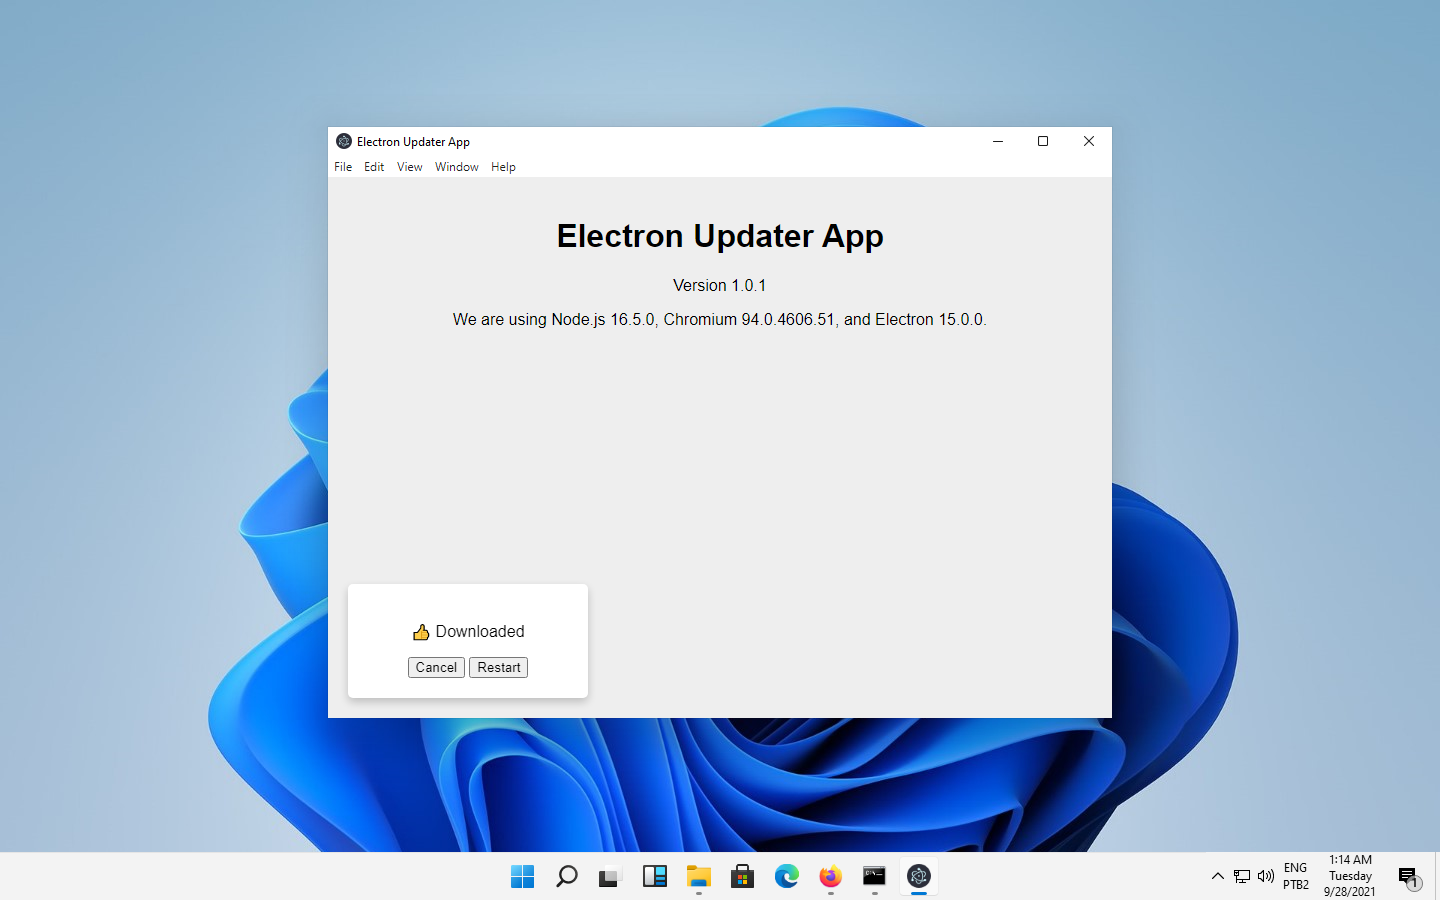 Electron Updater App
File Edit View Window Help
Electron Updater App
Version 1.0.1
We are using Node.js 16.5.0, Chromium 94.0.4606.51, and Electron 15.0.0.
👍 Downloaded
Cancel Restart
ENG
PTB2
1:14 AM
Tuesday
9/28/2021
1